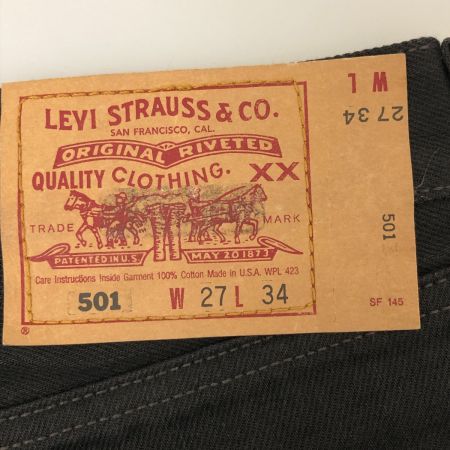 LEVI STRAUSS & CO.
SAN FRANCISCO, CAL.
ORIGINAL RIVETED
QUALITY CLOTHING. XX
TRADE MARK
PATENTED IN U.S. MAY 20 1873
Care Instructions Inside Garment 100% Cotton Made in U.S.A. WPL 423
501 W 27 L 34
®
W L
27 34
501
SF 145